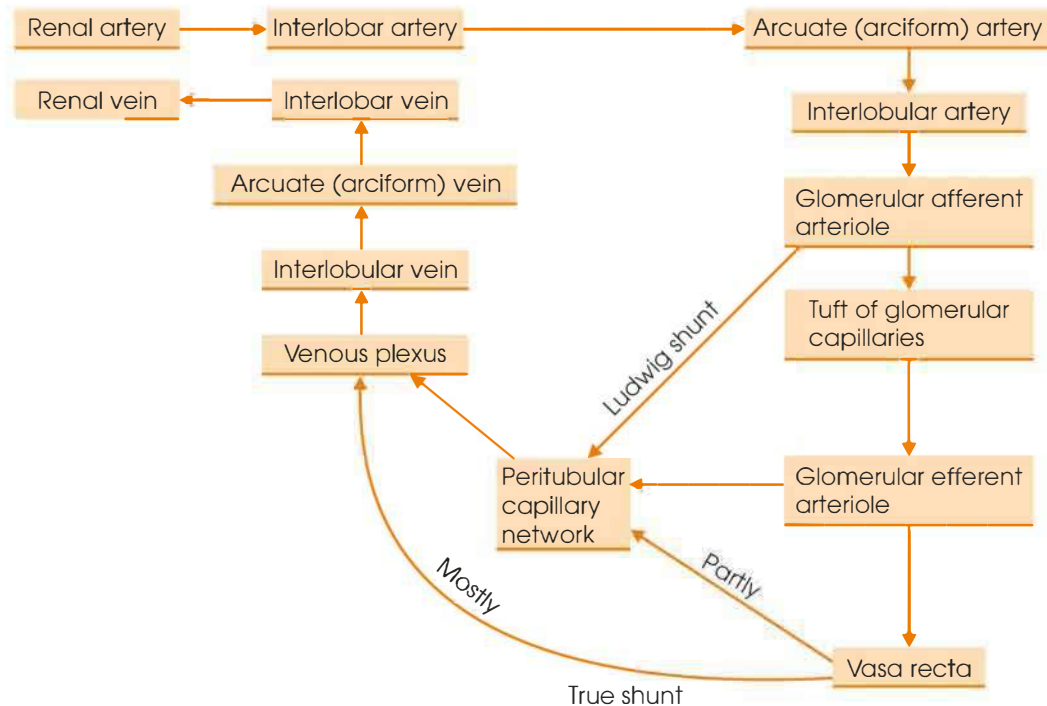 Renal artery
Interlobar artery
Arcuate (arciform) artery
Renal vein
Interlobar vein
Interlobular artery
Arcuate (arciform) vein
Glomerular afferent
arteriole
Interlobular vein
Tuft of glomerular
capillaries
Venous plexus
Ludwig shunt
Peritubular
capillary
network
Glomerular efferent
arteriole
Partly
Mostly
Vasa recta
True shunt